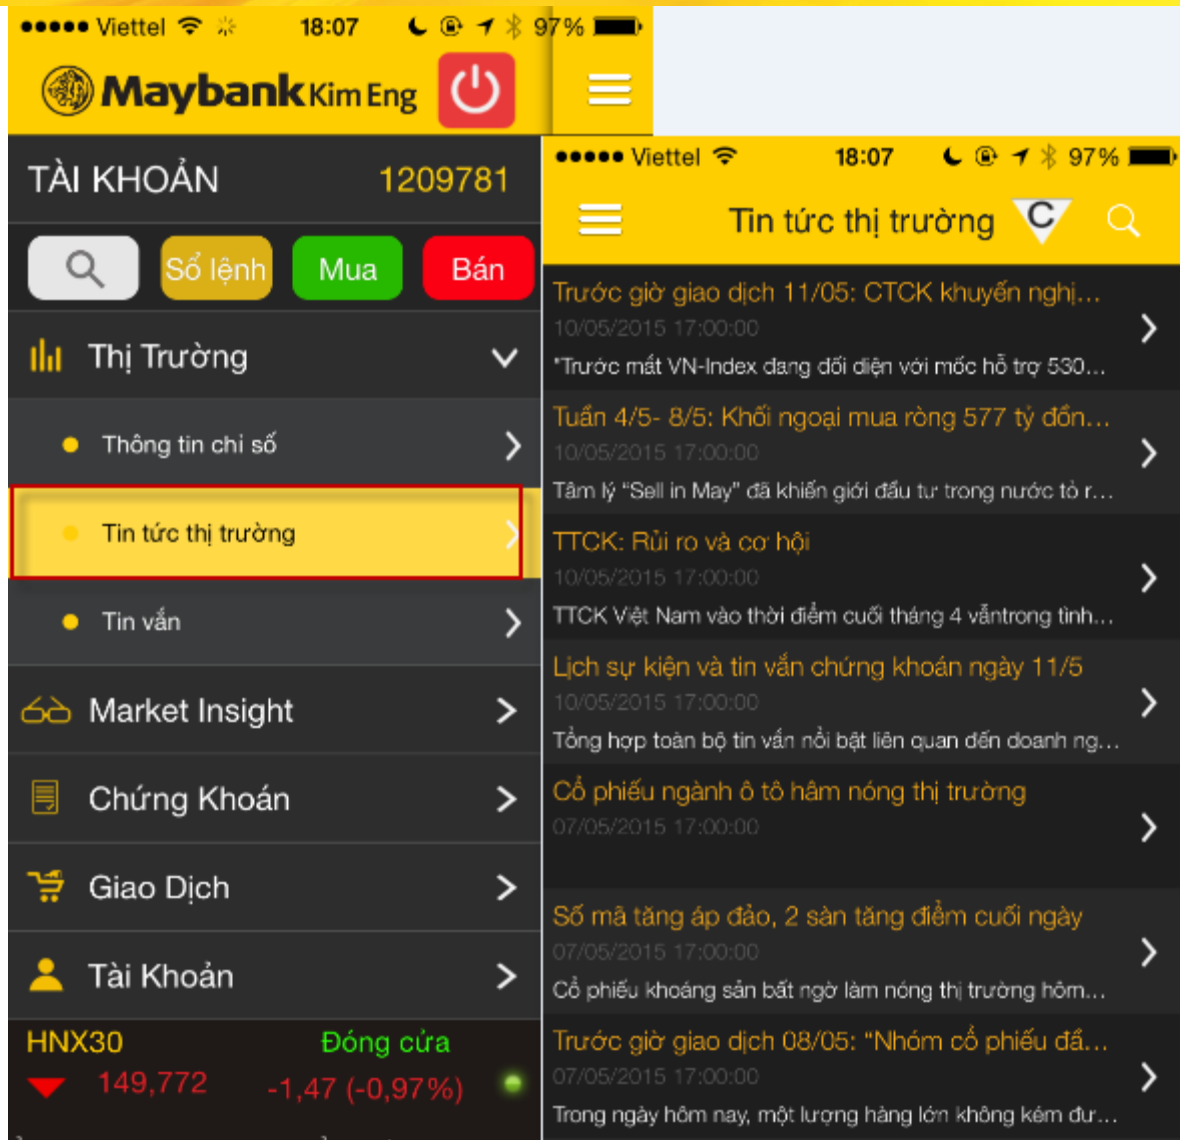 Viettel 18:07 97%
Maybank Kim Eng
TÀI KHOẢN 1209781
Sổ lệnh Mua Bán
Thị Trường
Thông tin chỉ số
Tin tức thị trường
Tin vắn
Market Insight
Chứng Khoán
Giao Dịch
Tài Khoản
HNX30 Đóng cửa
149,772 -1,47 (-0,97%)
Viettel 18:07 97%
Tin tức thị trường C
Trước giờ giao dịch 11/05: CTCK khuyến nghị...
10/05/2015 17:00:00
"Trước mắt VN-Index đang đối diện với mốc hỗ trợ 530...
Tuần 4/5- 8/5: Khối ngoại mua ròng 577 tỷ đồn...
10/05/2015 17:00:00
Tâm lý “Sell in May” đã khiến giới đầu tư trong nước tỏ r...
TTCK: Rủi ro và cơ hội
10/05/2015 17:00:00
TTCK Việt Nam vào thời điểm cuối tháng 4 vẫntrong tình...
Lịch sự kiện và tin vắn chứng khoán ngày 11/5
10/05/2015 17:00:00
Tổng hợp toàn bộ tin vắn nổi bật liên quan đến doanh ng...
Cổ phiếu ngành ô tô hâm nóng thị trường
07/05/2015 17:00:00
Số mã tăng áp đảo, 2 sàn tăng điểm cuối ngày
07/05/2015 17:00:00
Cổ phiếu khoáng sản bất ngờ làm nóng thị trường hôm...
Trước giờ giao dịch 08/05: “Nhóm cổ phiếu đầ...
07/05/2015 17:00:00
Trong ngày hôm nay, một lượng hàng lớn không kém đư...